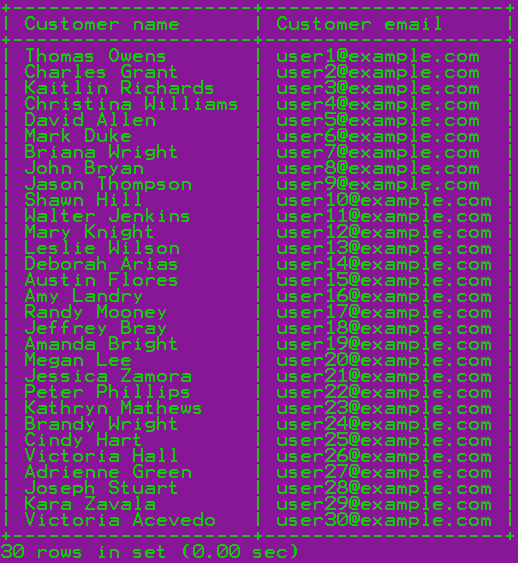 +--------------------+--------------------+
| Customer name      | Customer email     |
+--------------------+--------------------+
| Thomas Owens       | user1@example.com  |
| Charles Grant      | user2@example.com  |
| Kaitlin Richards   | user3@example.com  |
| Christina Williams | user4@example.com  |
| David Allen        | user5@example.com  |
| Mark Duke          | user6@example.com  |
| Briana Wright      | user7@example.com  |
| John Bryan         | user8@example.com  |
| Jason Thompson     | user9@example.com  |
| Shawn Hill         | user10@example.com |
| Walter Jenkins     | user11@example.com |
| Mary Knight        | user12@example.com |
| Leslie Wilson      | user13@example.com |
| Deborah Arias      | user14@example.com |
| Austin Flores      | user15@example.com |
| Amy Landry         | user16@example.com |
| Randy Mooney       | user17@example.com |
| Jeffrey Bray       | user18@example.com |
| Amanda Bright      | user19@example.com |
| Megan Lee          | user20@example.com |
| Jessica Zamora     | user21@example.com |
| Peter Phillips     | user22@example.com |
| Kathryn Mathews    | user23@example.com |
| Brandy Wright      | user24@example.com |
| Cindy Hart         | user25@example.com |
| Victoria Hall      | user26@example.com |
| Adrienne Green     | user27@example.com |
| Joseph Stuart      | user28@example.com |
| Kara Zavala        | user29@example.com |
| Victoria Acevedo   | user30@example.com |
+--------------------+--------------------+
30 rows in set (0.00 sec)